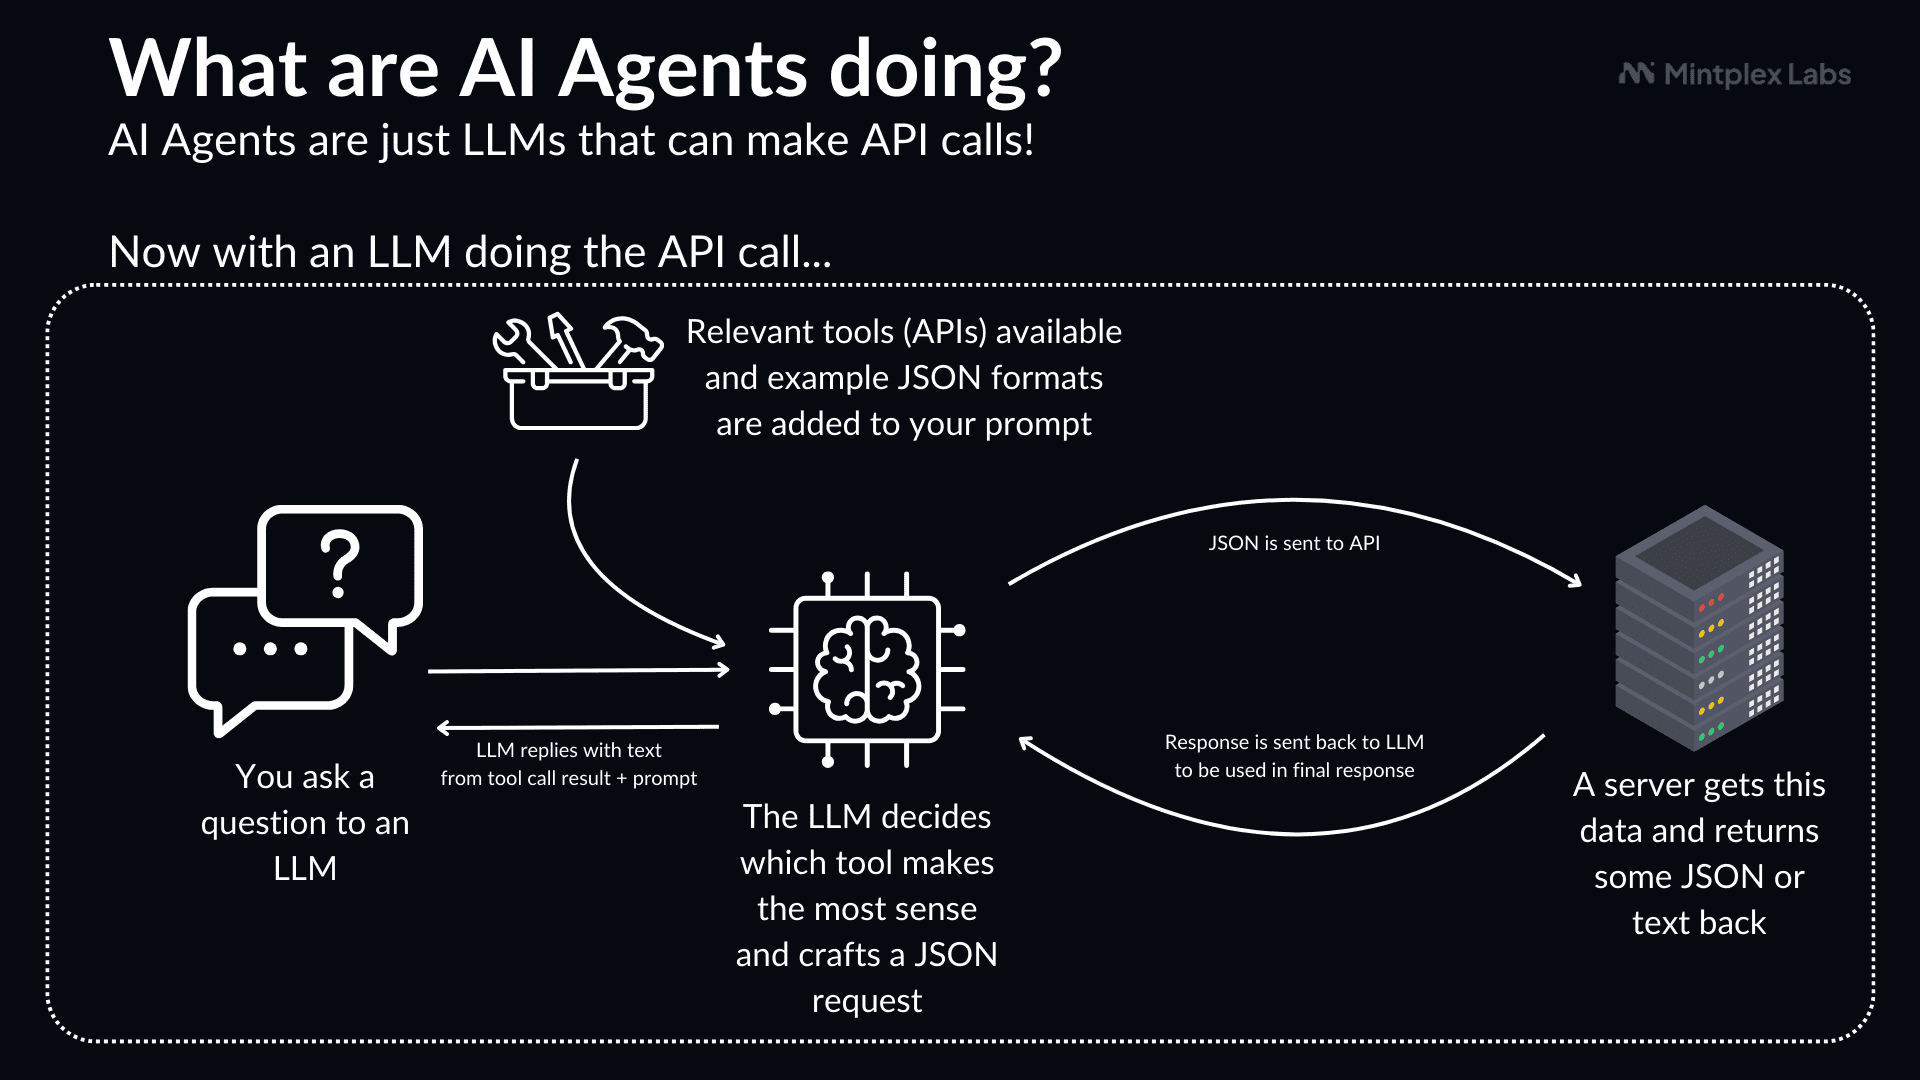 What are AI Agents doing?
Mintplex Labs
AI Agents are just LLMs that can make API calls!
Now with an LLM doing the API call...
Relevant tools (APIs) available
and example JSON formats
are added to your prompt
?
JSON is sent to API
LLM replies with text
from tool call result + prompt
Response is sent back to LLM
to be used in final response
You ask a
question to an
LLM
The LLM decides
which tool makes
the most sense
and crafts a JSON
request
A server gets this
data and returns
some JSON or
text back